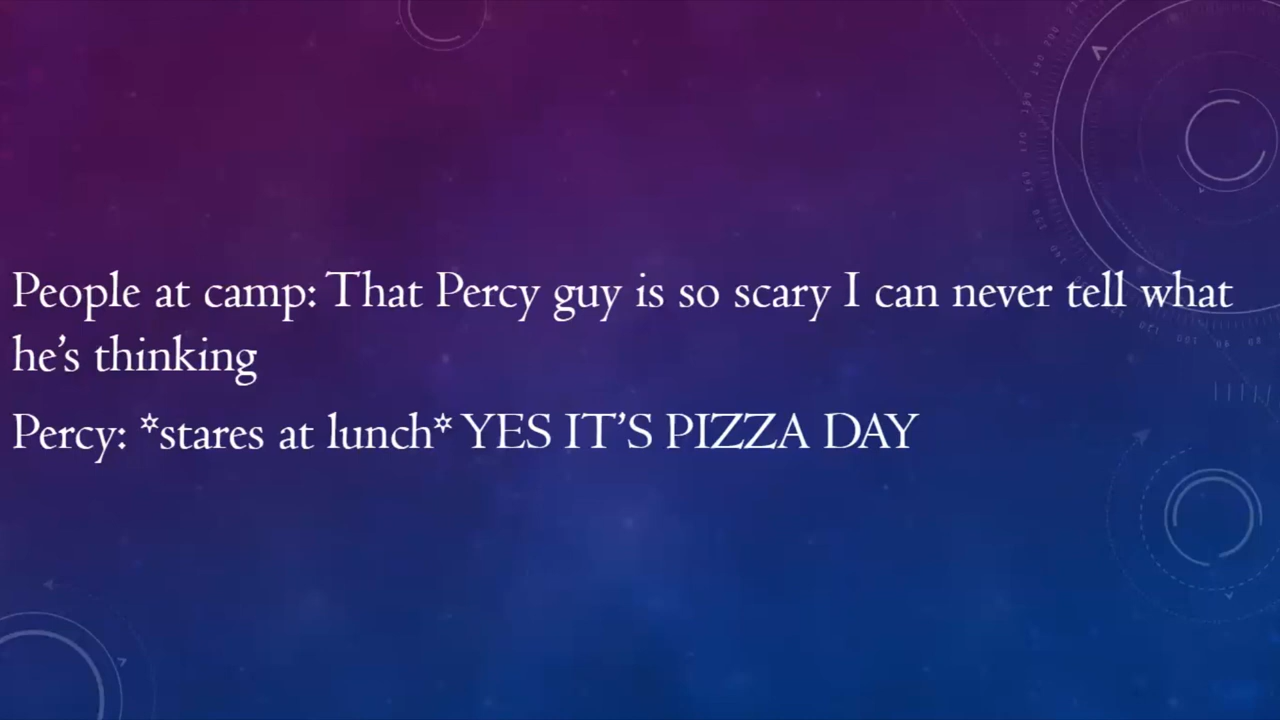 People at camp: That Percy guy is so scary I can never tell what
he’s thinking
Percy: *stares at lunch* YES IT’S PIZZA DAY